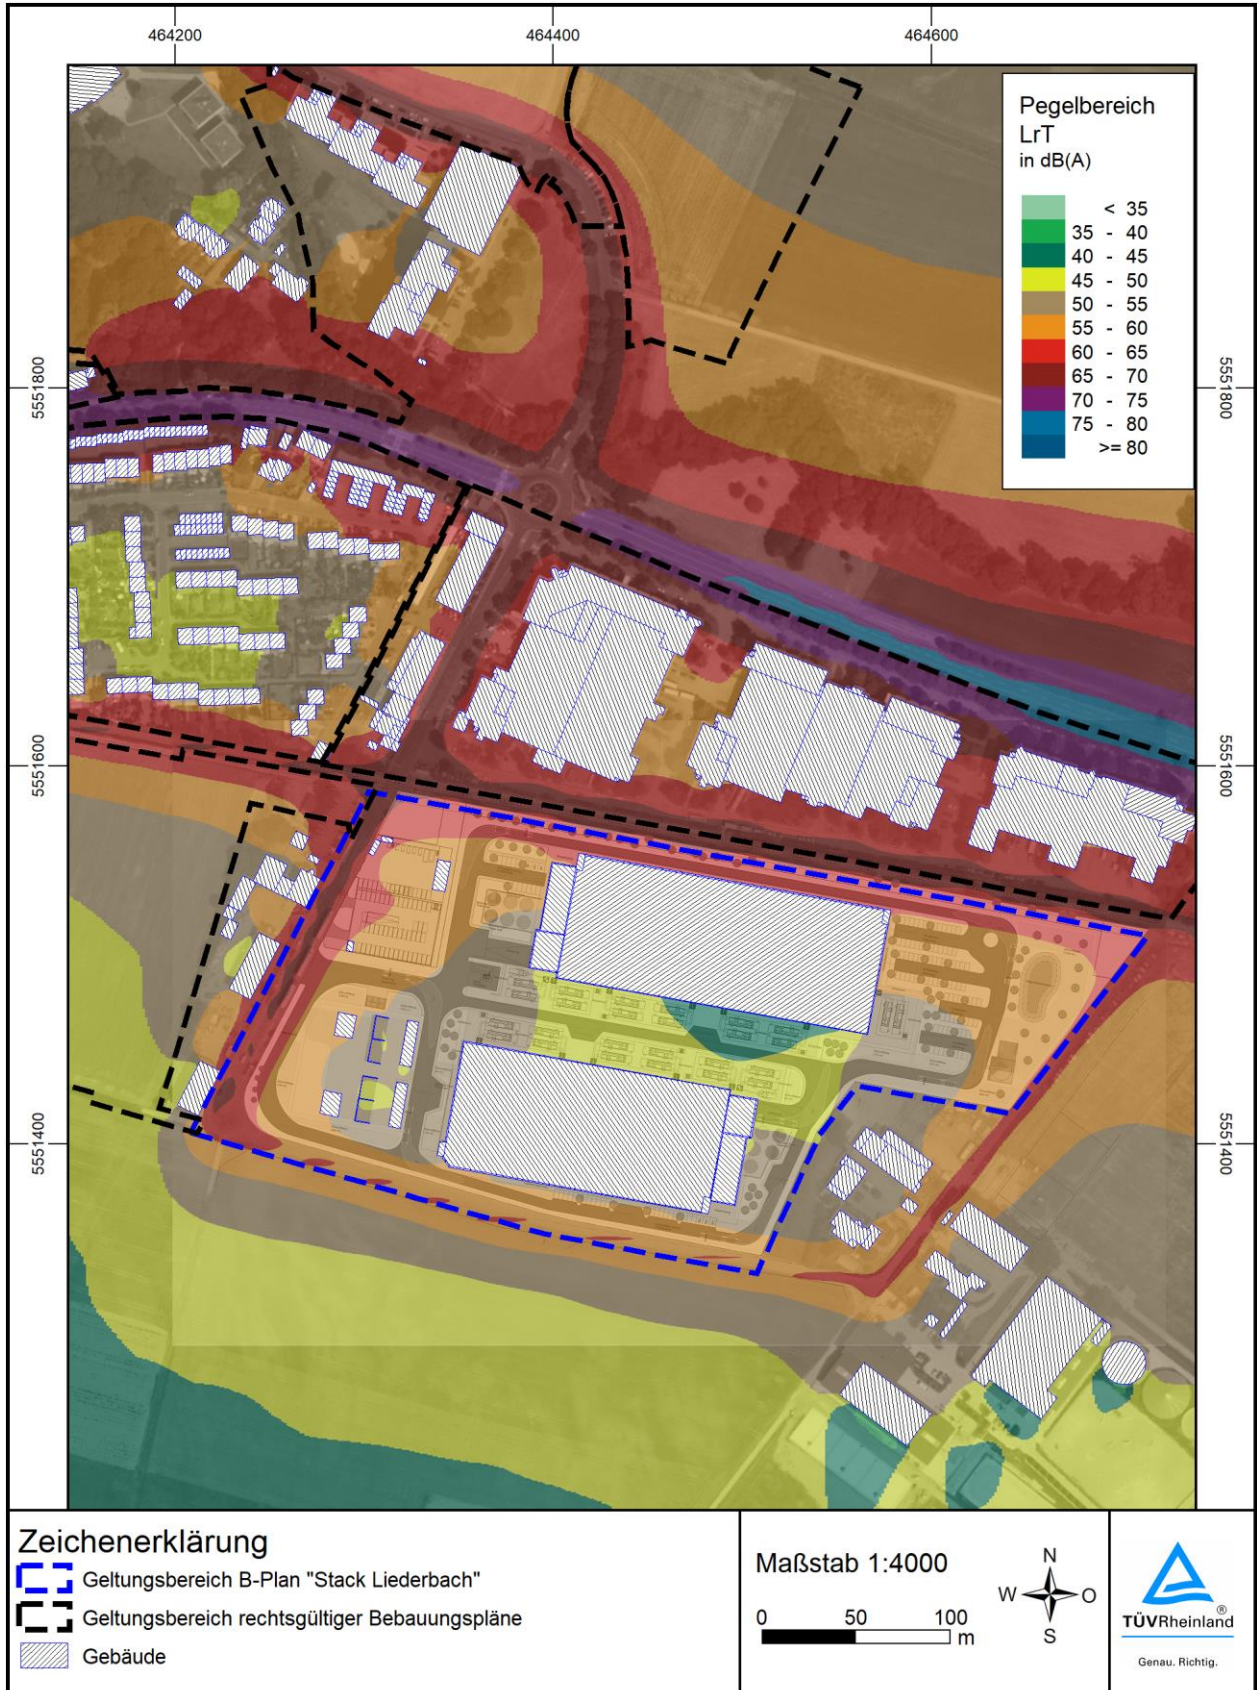 464200
464400
464600
Pegelbereich
LrT
in dB(A)
< 35
35 - 40
40 - 45
45 - 50
50 - 55
55 - 60
60 - 65
65 - 70
70 - 75
75 - 80
>= 80
5551800
5551800
5551600
5551600
5551400
5551400
Zeichenerklärung
Geltungsbereich B-Plan "Stack Liederbach"
Geltungsbereich rechtsgültiger Bebauungspläne
Gebäude
Maßstab 1:4000
0 50 100
m
N
W O
S
TÜVRheinland
®
Genau. Richtig.